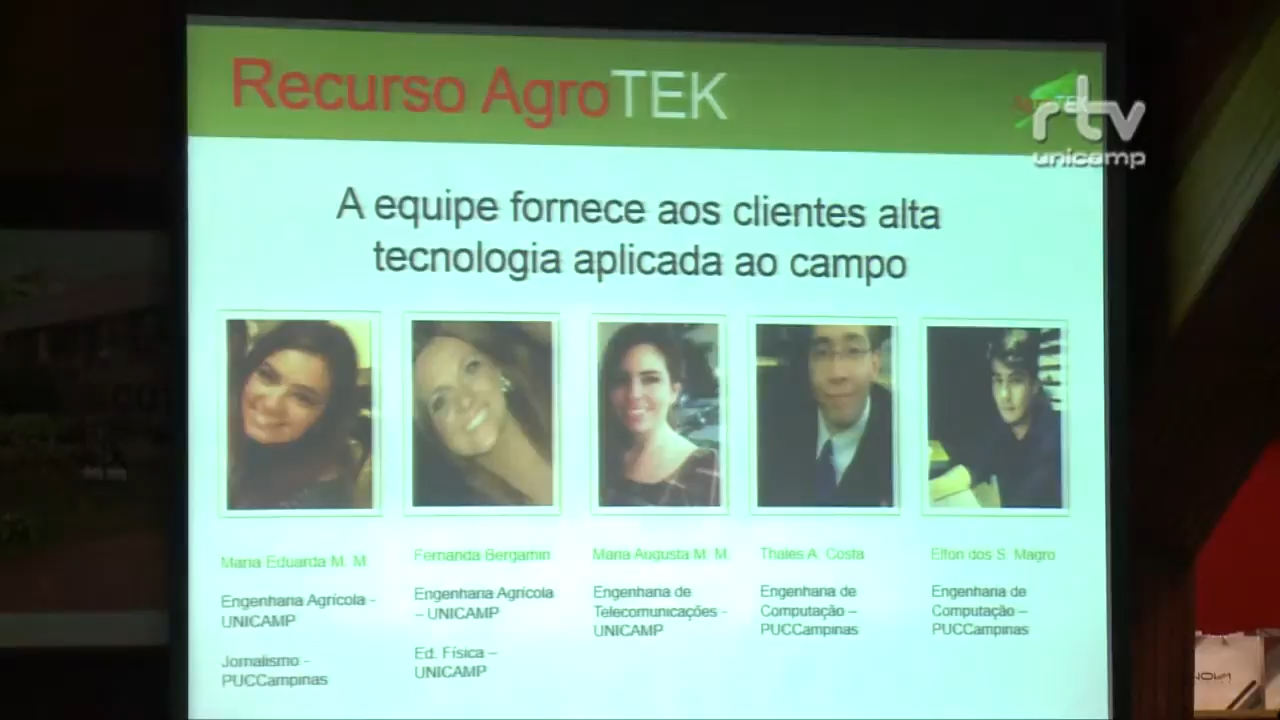 Recurso AgroTEK
rtv
unicamp
A equipe fornece aos clientes alta
tecnologia aplicada ao campo
Maria Eduarda M. M.
Engenharia Agrícola -
UNICAMP
Jornalismo -
PUCCampinas
Fernanda Bergamin
Engenharia Agrícola
– UNICAMP
Ed. Física –
UNICAMP
Maria Augusta M. M.
Engenharia de
Telecomunicações -
UNICAMP
Thales A. Costa
Engenharia de
Computação –
PUCCampinas
Elton dos S. Magro
Engenharia de
Computação –
PUCCampinas